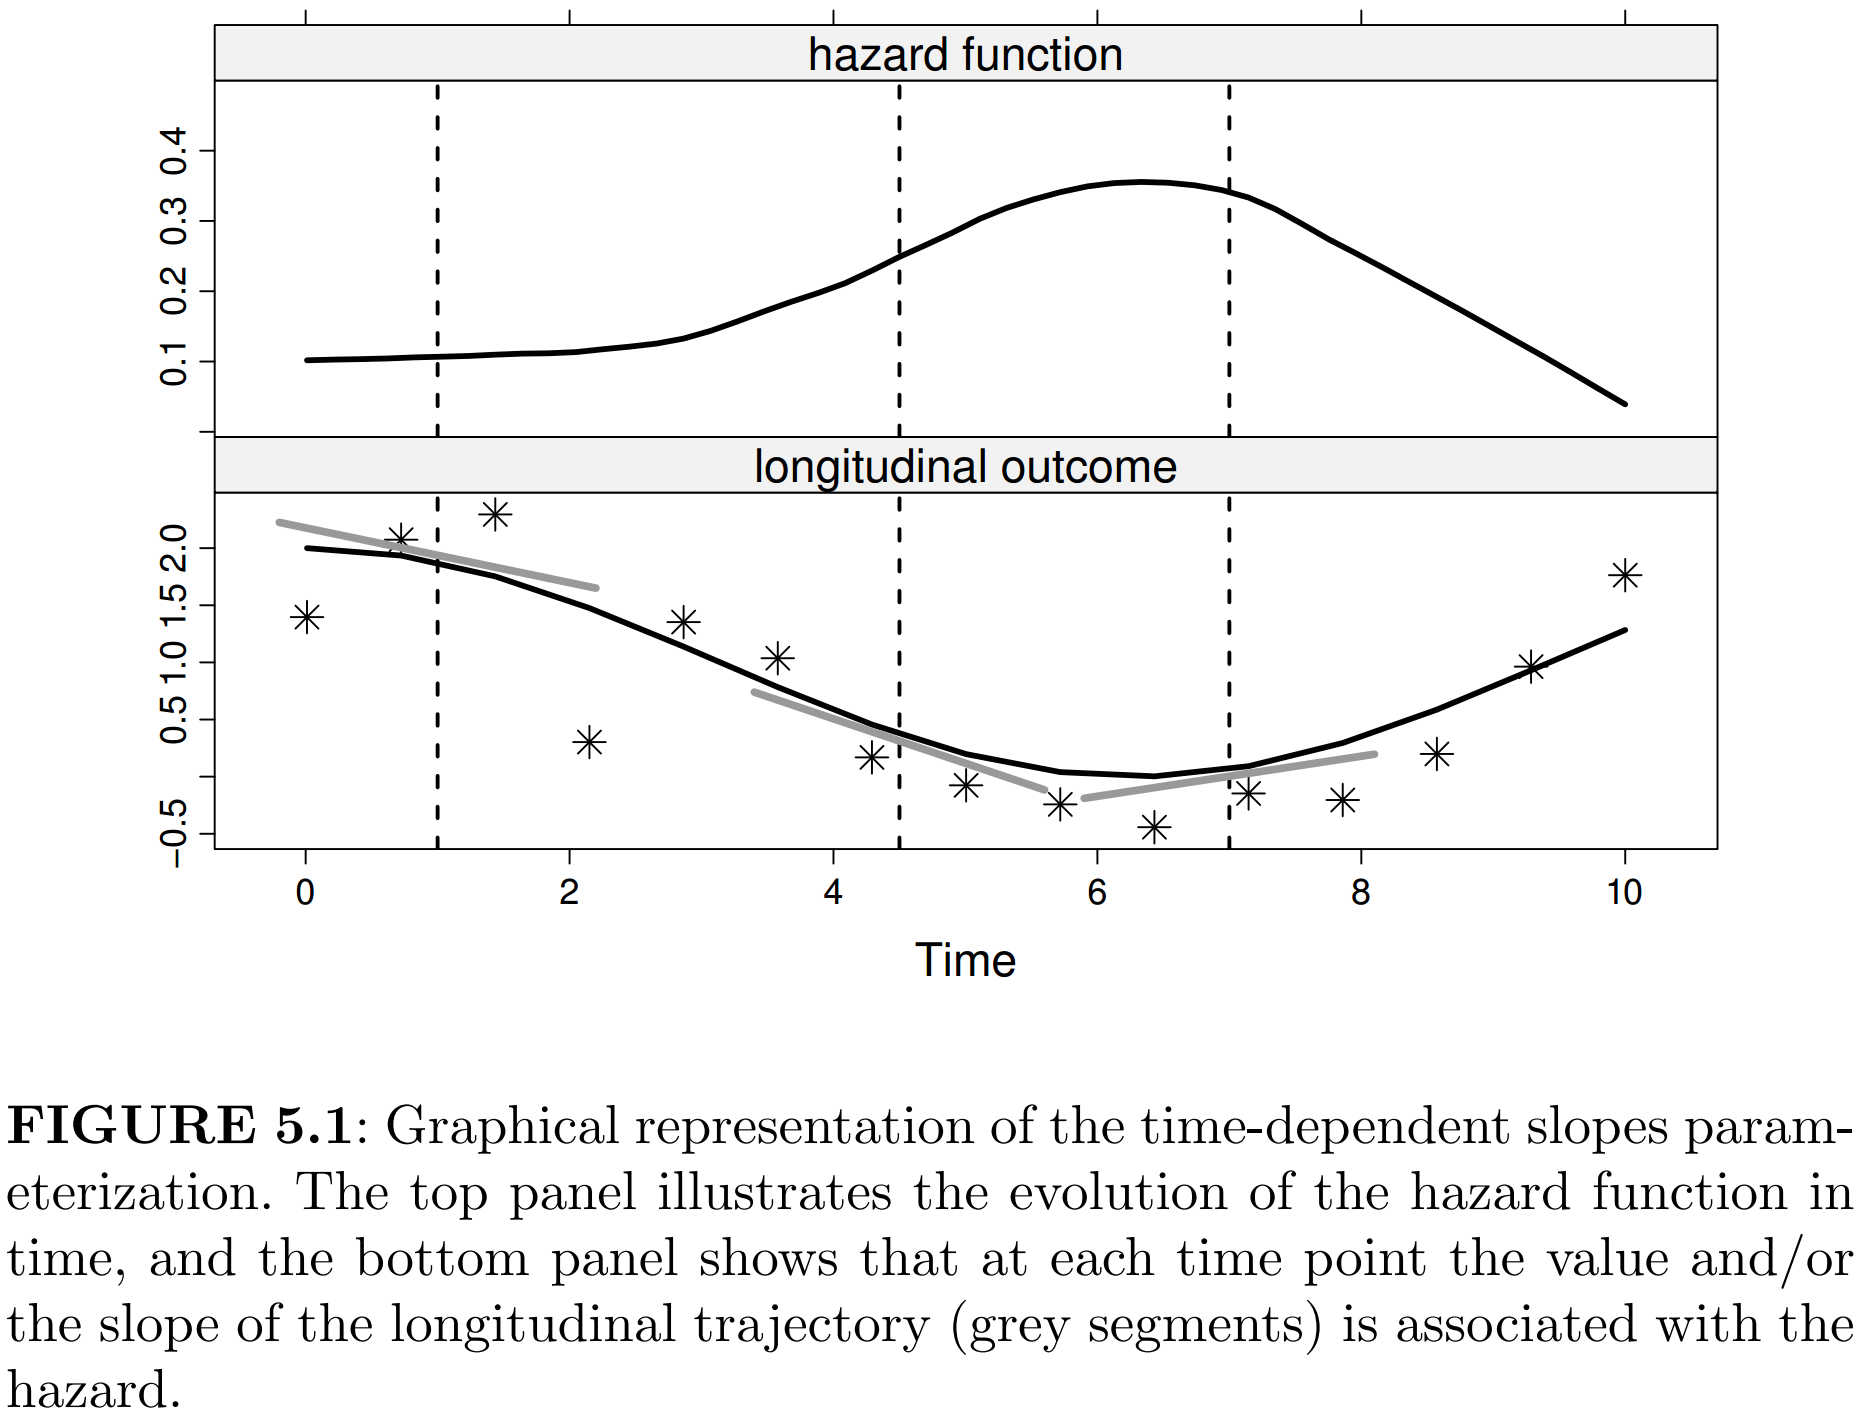 hazard function
0.4
0.3
0.2
0.1
longitudinal outcome
2.0
1.5
1.0
0.5
−0.5
0 2 4 6 8 10
Time
FIGURE 5.1: Graphical representation of the time-dependent slopes param-
eterization. The top panel illustrates the evolution of the hazard function in
time, and the bottom panel shows that at each time point the value and/or
the slope of the longitudinal trajectory (grey segments) is associated with the
hazard.